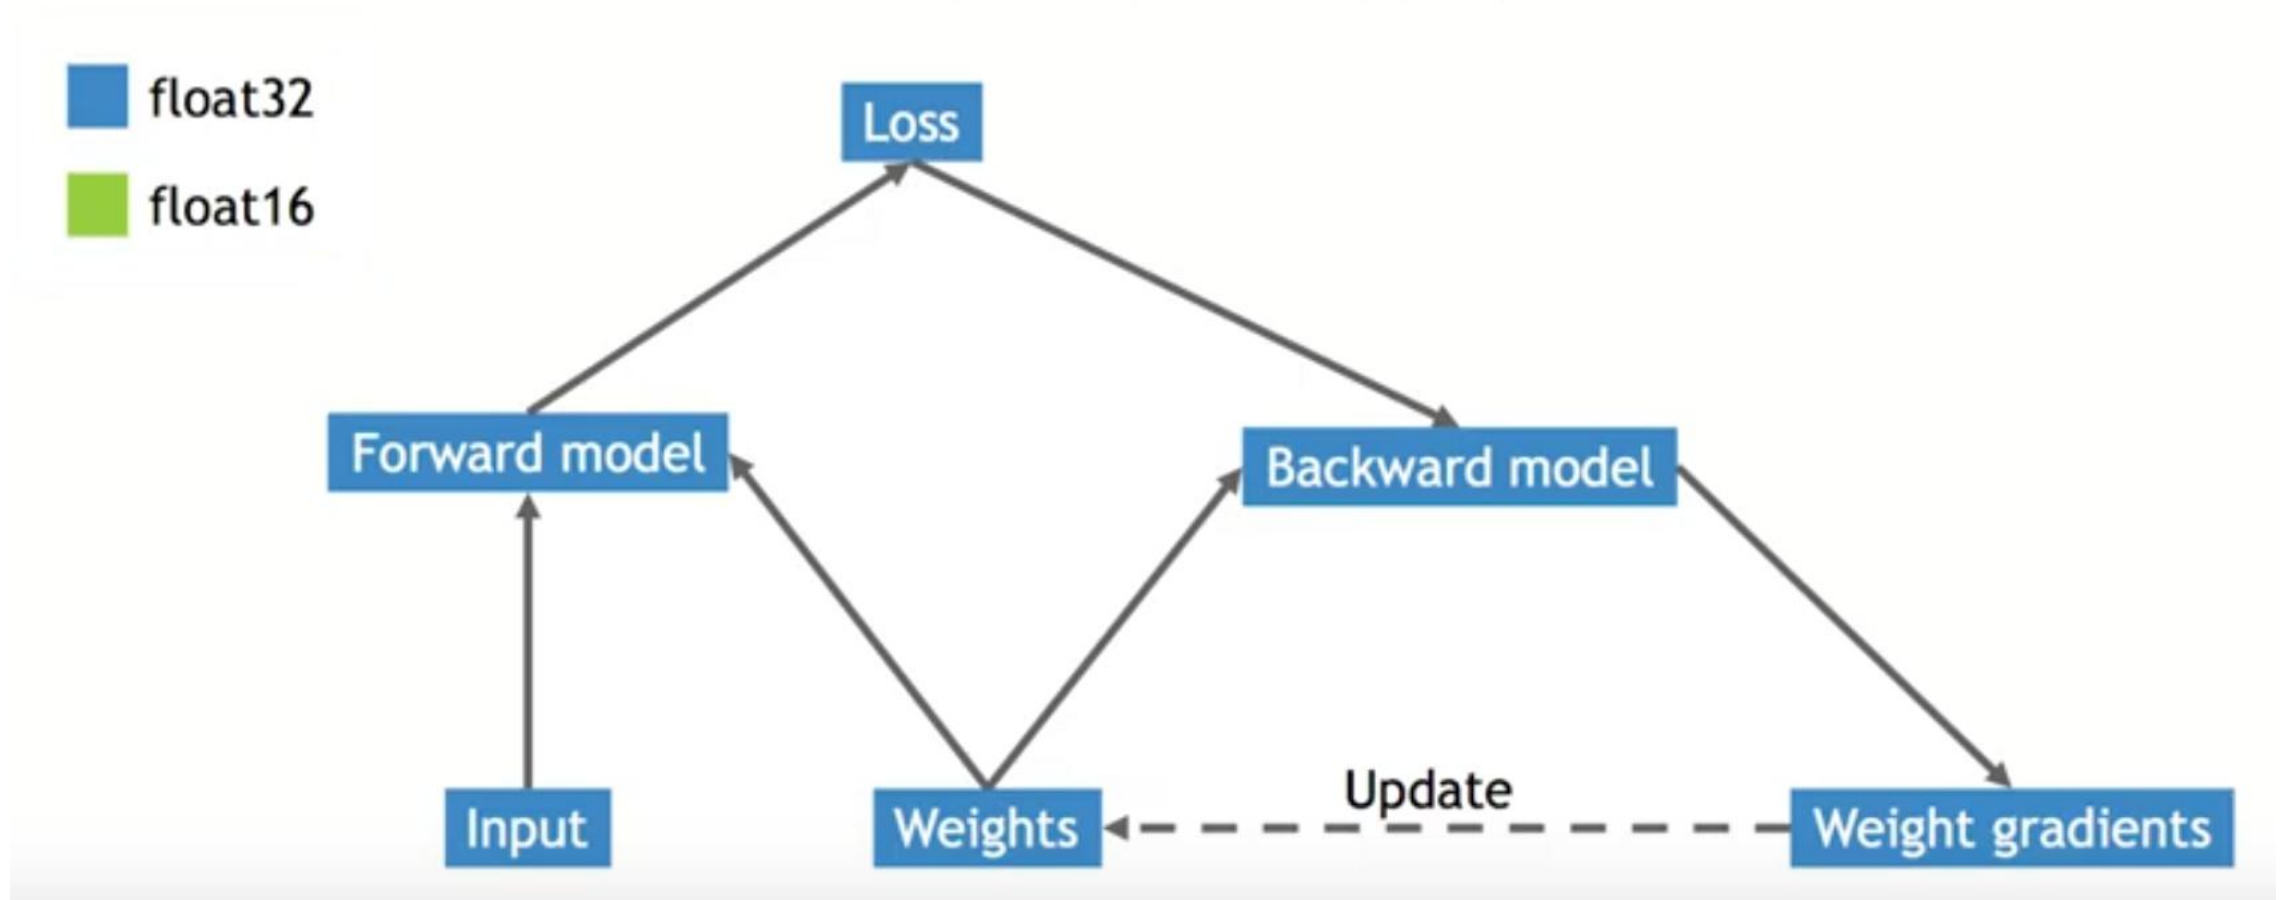 float32
float16
Loss
Forward model
Backward model
Update
Input
Weights
Weight gradients